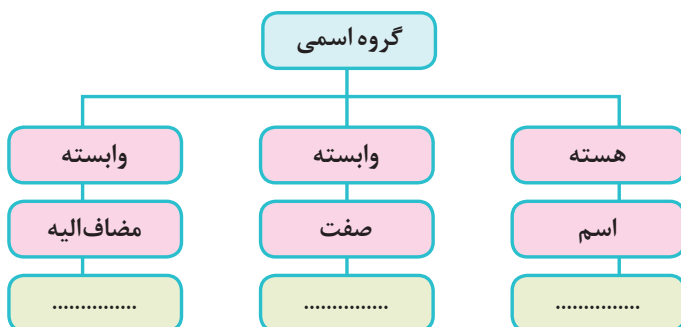 گروه اسمی
هسته
وابسته
وابسته
اسم
صفت
مضاف‌الیه
...............
...............
...............